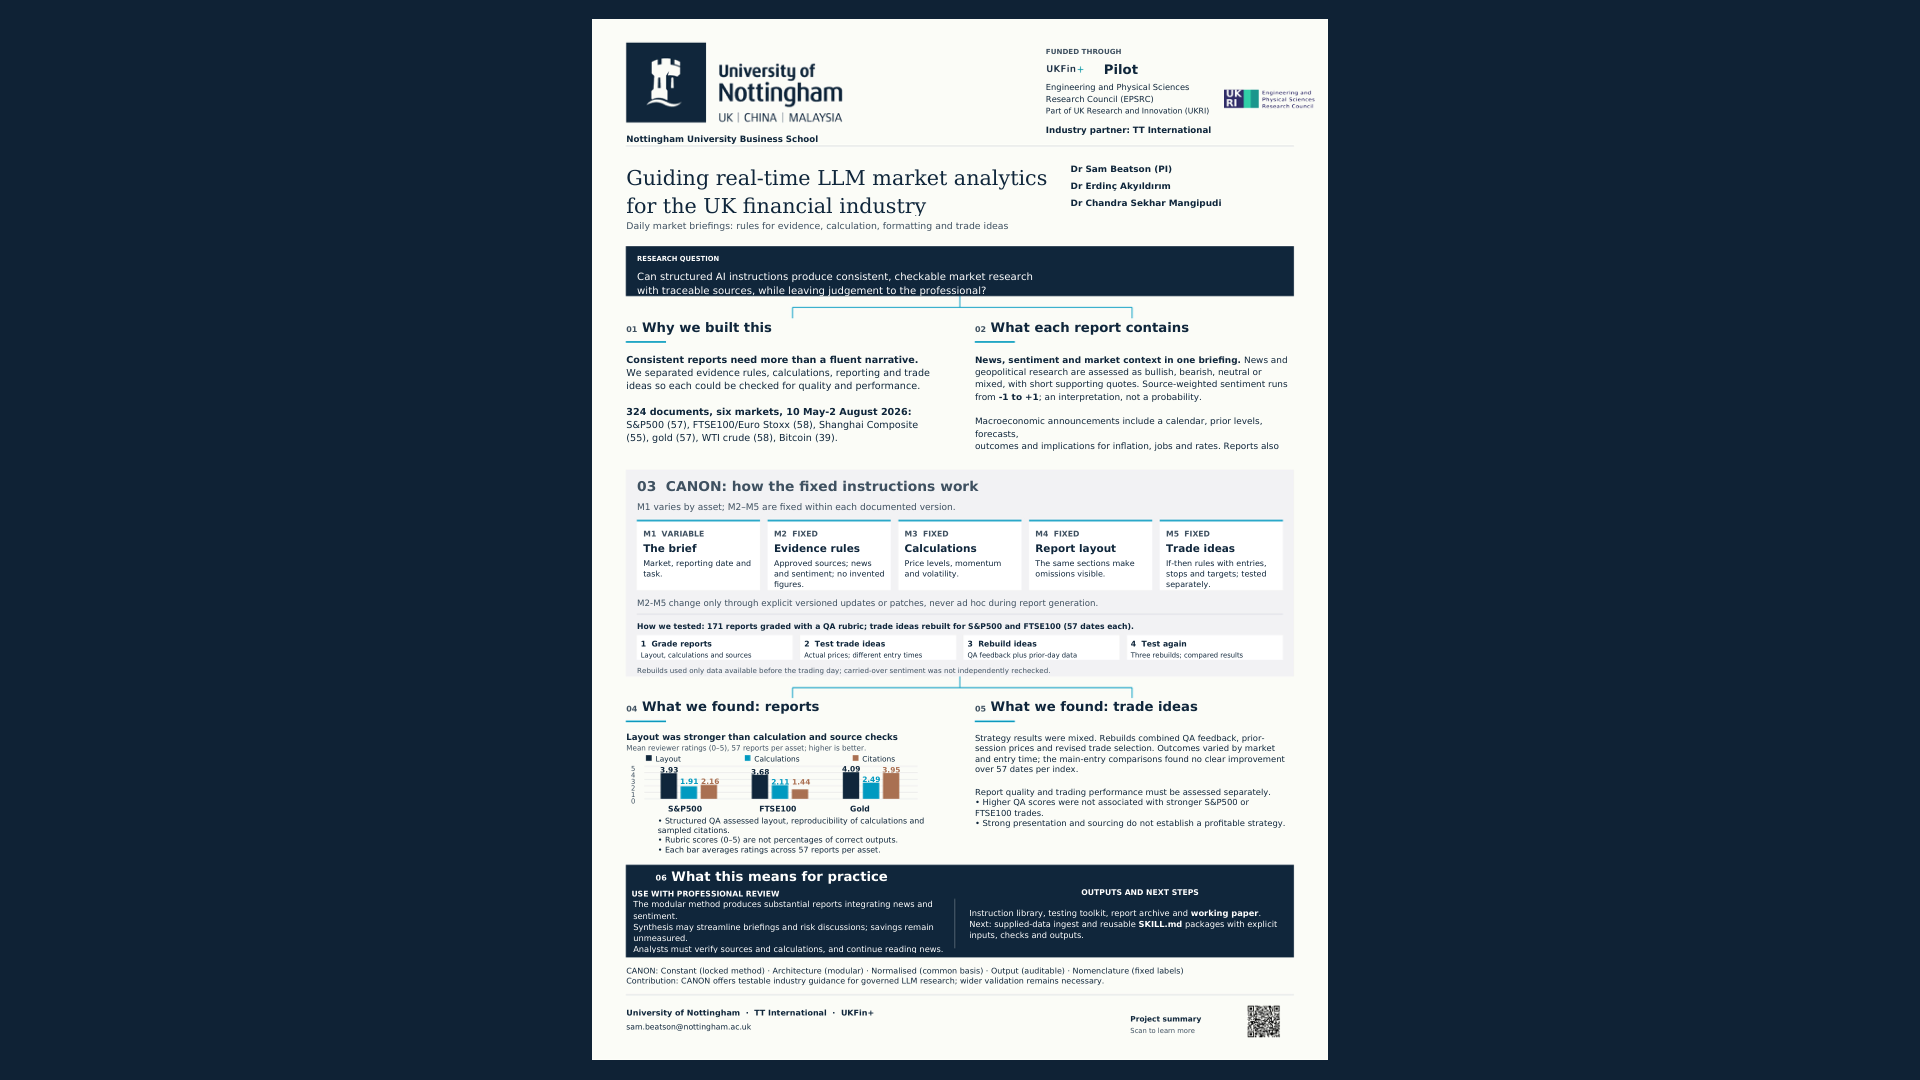 University of
Nottingham
UK | CHINA | MALAYSIA
Nottingham University Business School
FUNDED THROUGH
UKFin+ Pilot
Engineering and Physical Sciences
Research Council (EPSRC)
Part of UK Research and Innovation (UKRI)
Industry partner: TT International
UK
RI
Engineering and
Physical Sciences
Research Council
Guiding real-time LLM market analytics
for the UK financial industry
Daily market briefings: rules for evidence, calculation, formatting and trade ideas
Dr Sam Beatson (PI)
Dr Erdinç Akyıldırım
Dr Chandra Sekhar Mangipudi
RESEARCH QUESTION
Can structured AI instructions produce consistent, checkable market research
with traceable sources, while leaving judgement to the professional?
01 Why we built this
Consistent reports need more than a fluent narrative.
We separated evidence rules, calculations, reporting and trade
ideas so each could be checked for quality and performance.
324 documents, six markets, 10 May-2 August 2026:
S&P500 (57), FTSE100/Euro Stoxx (58), Shanghai Composite
(55), gold (57), WTI crude (58), Bitcoin (39).
02 What each report contains
News, sentiment and market context in one briefing. News and
geopolitical research are assessed as bullish, bearish, neutral or
mixed, with short supporting quotes. Source-weighted sentiment runs
from -1 to +1; an interpretation, not a probability.
Macroeconomic announcements include a calendar, prior levels,
forecasts,
outcomes and implications for inflation, jobs and rates. Reports also
03 CANON: how the fixed instructions work
M1 varies by asset; M2–M5 are fixed within each documented version.
M1 VARIABLE
The brief
Market, reporting date and
task.
M2 FIXED
Evidence rules
Approved sources; news
and sentiment; no invented
figures.
M3 FIXED
Calculations
Price levels, momentum
and volatility.
M4 FIXED
Report layout
The same sections make
omissions visible.
M5 FIXED
Trade ideas
If-then rules with entries,
stops and targets; tested
separately.
M2-M5 change only through explicit versioned updates or patches, never ad hoc during report generation.
How we tested: 171 reports graded with a QA rubric; trade ideas rebuilt for S&P500 and FTSE100 (57 dates each).
1 Grade reports
Layout, calculations and sources
2 Test trade ideas
Actual prices; different entry times
3 Rebuild ideas
QA feedback plus prior-day data
4 Test again
Three rebuilds; compared results
Rebuilds used only data available before the trading day; carried-over sentiment was not independently rechecked.
04 What we found: reports
Layout was stronger than calculation and source checks
Mean reviewer ratings (0–5), 57 reports per asset; higher is better.
Layout Calculations Citations
5
4
3
2
1
0
3.93 1.91 2.16
3.68 2.11 1.44
4.09 2.49 3.95
S&P500 FTSE100 Gold
• Structured QA assessed layout, reproducibility of calculations and
sampled citations.
• Rubric scores (0–5) are not percentages of correct outputs.
• Each bar averages ratings across 57 reports per asset.
05 What we found: trade ideas
Strategy results were mixed. Rebuilds combined QA feedback, prior-
session prices and revised trade selection. Outcomes varied by market
and entry time; the main-entry comparisons found no clear improvement
over 57 dates per index.
Report quality and trading performance must be assessed separately.
• Higher QA scores were not associated with stronger S&P500 or
FTSE100 trades.
• Strong presentation and sourcing do not establish a profitable strategy.
06 What this means for practice
USE WITH PROFESSIONAL REVIEW
The modular method produces substantial reports integrating news and
sentiment.
Synthesis may streamline briefings and risk discussions; savings remain
unmeasured.
Analysts must verify sources and calculations, and continue reading news.
OUTPUTS AND NEXT STEPS
Instruction library, testing toolkit, report archive and working paper.
Next: supplied-data ingest and reusable SKILL.md packages with explicit
inputs, checks and outputs.
CANON: Constant (locked method) · Architecture (modular) · Normalised (common basis) · Output (auditable) · Nomenclature (fixed labels)
Contribution: CANON offers testable industry guidance for governed LLM research; wider validation remains necessary.
University of Nottingham · TT International · UKFin+
sam.beatson@nottingham.ac.uk
Project summary
Scan to learn more